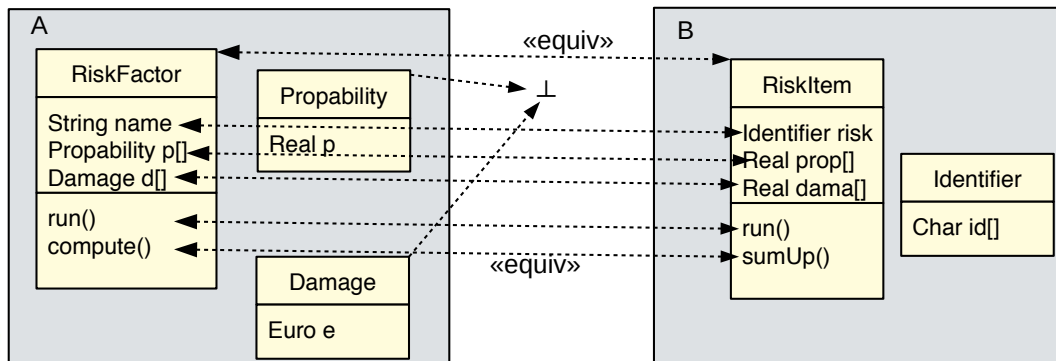 A
RiskFactor
String name
Propability p[]
Damage d[]
run()
compute()
Propability
Real p
Damage
Euro e
«equiv»
⊥
«equiv»
B
RiskItem
Identifier risk
Real prop[]
Real dama[]
run()
sumUp()
Identifier
Char id[]